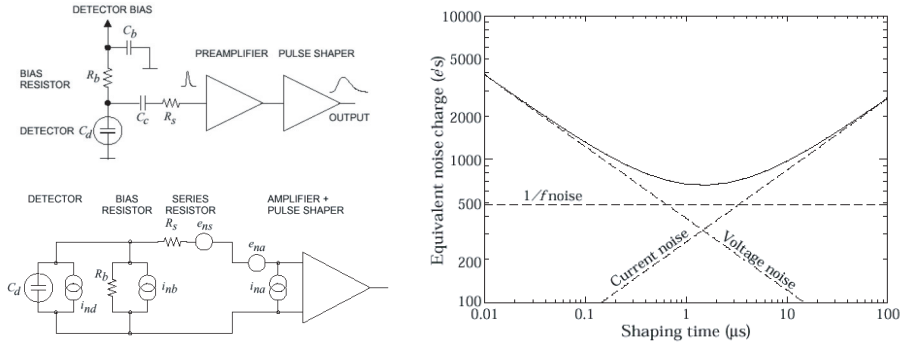 DETECTOR BIAS
C_b
PREAMPLIFIER PULSE SHAPER
BIAS
RESISTOR
R_b
C_c R_s
OUTPUT
DETECTOR C_d
DETECTOR
BIAS
RESISTOR
SERIES
RESISTOR
AMPLIFIER +
PULSE SHAPER
R_s e_ns
e_na
C_d i_nd R_b i_nb i_na
Equivalent noise charge (e's)
10000
5000
2000
1000
500
200
100
1/f noise
Current noise
Voltage noise
0.01 0.1 1 10 100
Shaping time (μs)